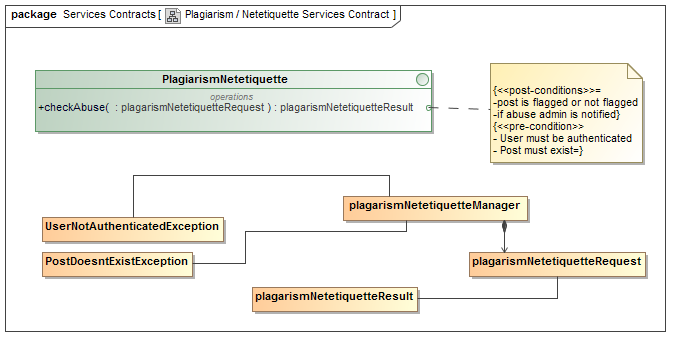 package Services Contracts [ Plagiarism / Netetiquette Services Contract ]
PlagiarismNetetiquette
operations
+checkAbuse( : plagarismNetetiquetteRequest ) : plagarismNetetiquetteResult
{<<post-conditions>>=
-post is flagged or not flagged
-if abuse admin is notified}
{<<pre-condition>>
- User must be authenticated
- Post must exist=}
plagarismNetetiquetteManager
UserNotAuthenticatedException
PostDoesntExistException
plagarismNetetiquetteRequest
plagarismNetetiquetteResult